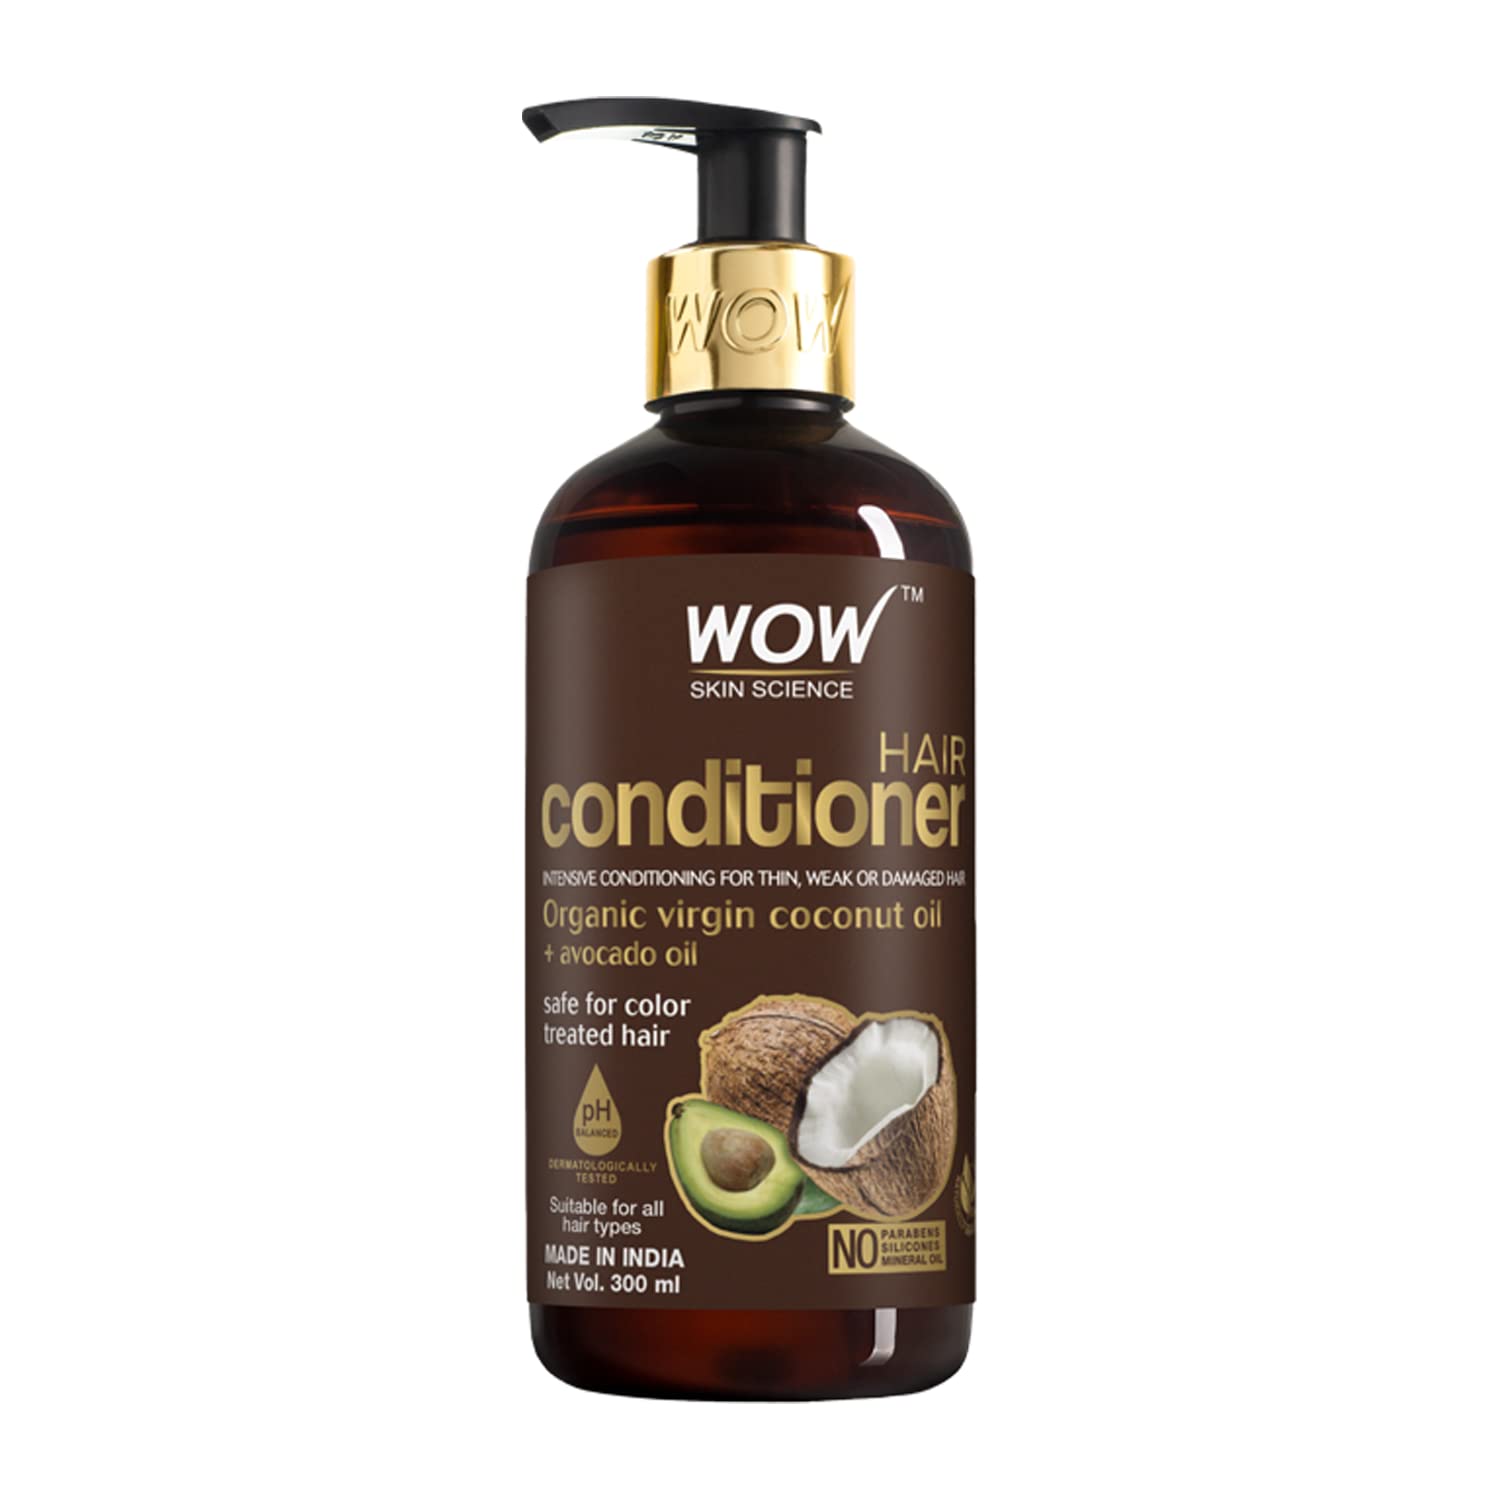 WOW
WOW™
SKIN SCIENCE
HAIR
conditioner
INTENSIVE CONDITIONING FOR THIN, WEAK OR DAMAGED HAIR
Organic virgin coconut oil
+ avocado oil
safe for color
treated hair
pH
BALANCED
DERMATOLOGICALLY
TESTED
Suitable for all
hair types
MADE IN INDIA
Net Vol. 300 ml
NO PARABENS
SILICONES
MINERAL OIL